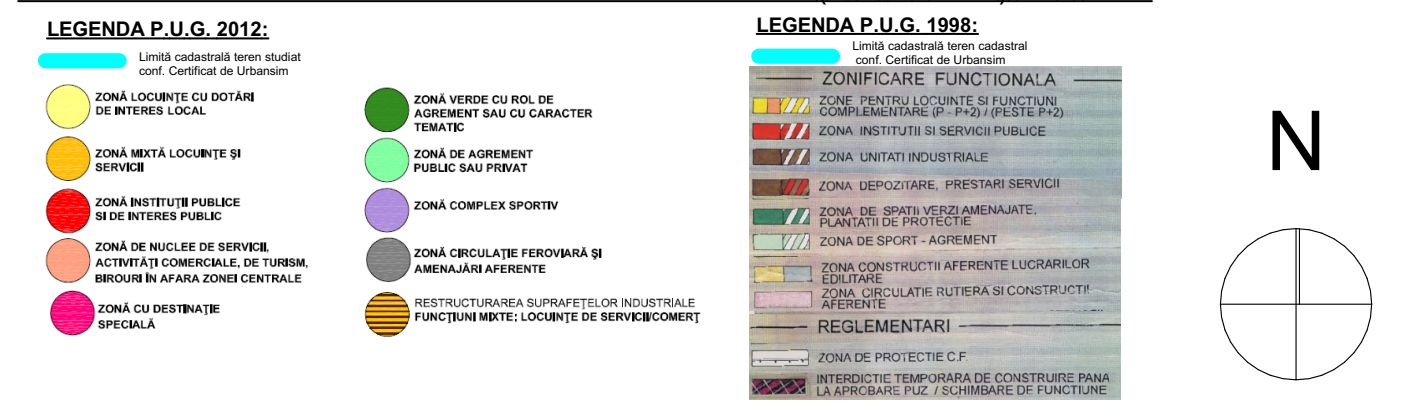 LEGENDA P.U.G. 2012:
Limită cadastrală teren studiat
conf. Certificat de Urbansim
ZONĂ LOCUINŢE CU DOTĂRI
DE INTERES LOCAL
ZONĂ MIXTĂ LOCUINŢE ŞI
SERVICII
ZONĂ INSTITUŢII PUBLICE
SI DE INTERES PUBLIC
ZONĂ DE NUCLEE DE SERVICII,
ACTIVITĂŢI COMERCIALE, DE TURISM,
BIROURI ÎN AFARA ZONEI CENTRALE
ZONĂ CU DESTINAŢIE
SPECIALĂ
ZONĂ VERDE CU ROL DE
AGREMENT SAU CU CARACTER
TEMATIC
ZONĂ DE AGREMENT
PUBLIC SAU PRIVAT
ZONĂ COMPLEX SPORTIV
ZONĂ CIRCULAŢIE FEROVIARĂ ŞI
AMENAJĂRI AFERENTE
RESTRUCTURAREA SUPRAFEŢELOR INDUSTRIALE
FUNCŢIUNI MIXTE: LOCUINŢE DE SERVICII/COMERŢ
LEGENDA P.U.G. 1998:
Limită cadastrală teren cadastral
conf. Certificat de Urbansim
ZONIFICARE FUNCTIONALA
ZONE PENTRU LOCUINTE SI FUNCTIUNI
COMPLEMENTARE (P - P+2) / (PESTE P+2)
ZONA INSTITUTII SI SERVICII PUBLICE
ZONA UNITATI INDUSTRIALE
ZONA DEPOZITARE, PRESTARI SERVICII
ZONA DE SPATII VERZI AMENAJATE,
PLANTATII DE PROTECTIE
ZONA DE SPORT - AGREMENT
ZONA CONSTRUCTII AFERENTE LUCRARILOR
EDILITARE
ZONA CIRCULATIE RUTIERA SI CONSTRUCTII
AFERENTE
REGLEMENTARI
ZONA DE PROTECTIE C.F.
INTERDICTIE TEMPORARA DE CONSTRUIRE PANA
LA APROBARE PUZ / SCHIMBARE DE FUNCTIUNE
N